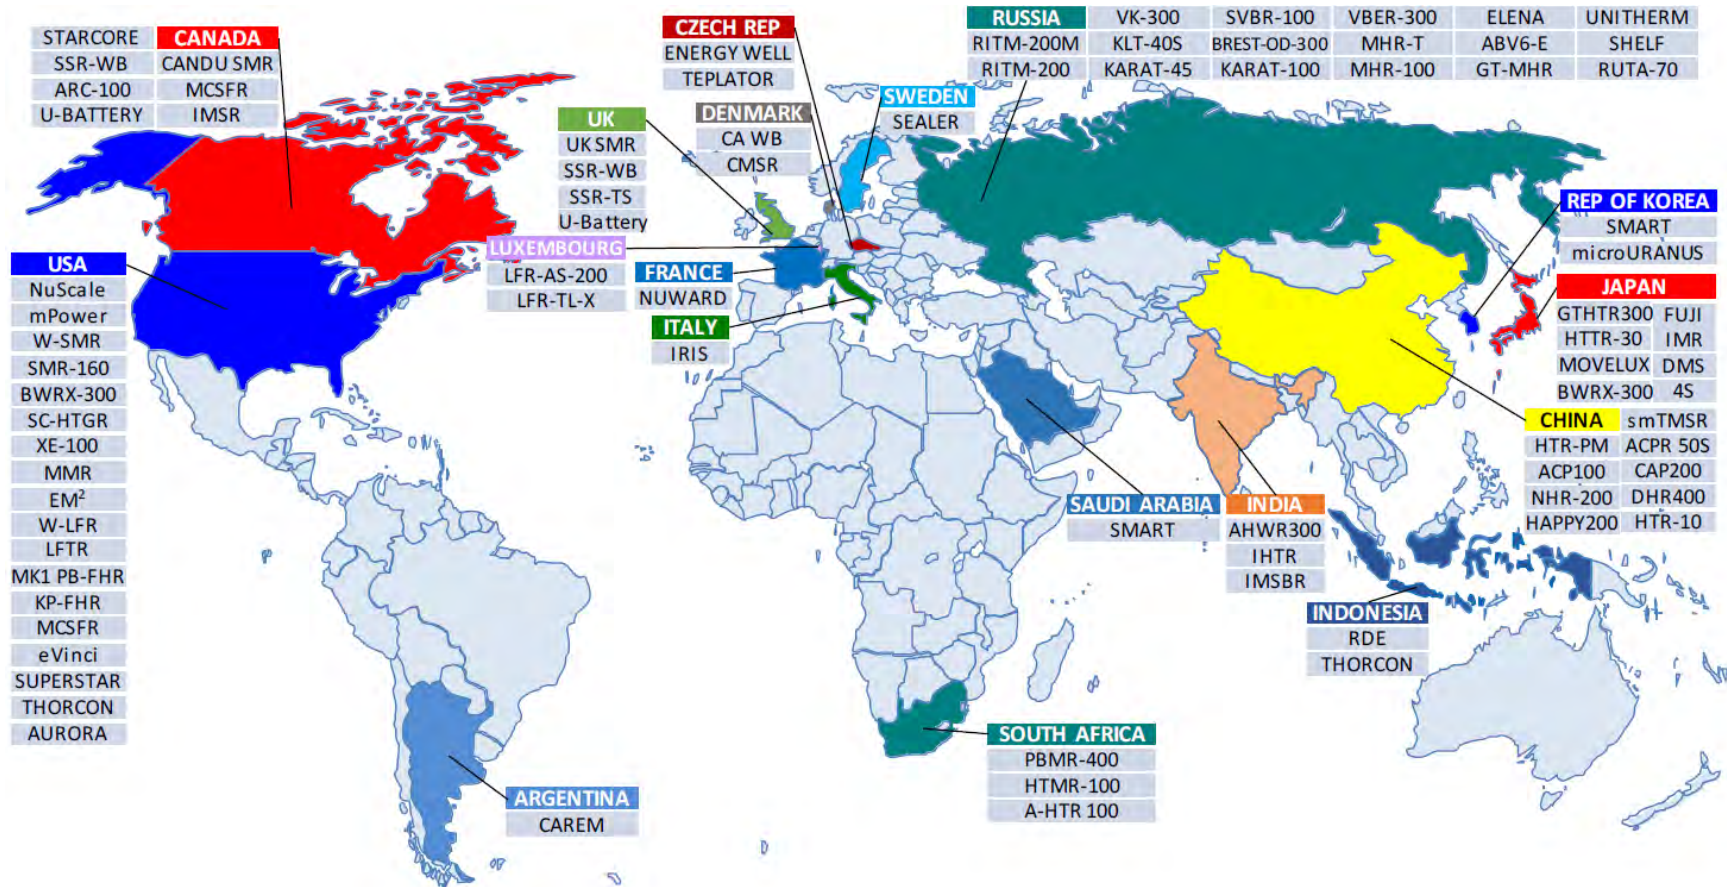 STARCORE CANADA
SSR-WB CANDU SMR
ARC-100 MCSFR
U-BATTERY IMSR
USA
NuScale
mPower
W-SMR
SMR-160
BWRX-300
SC-HTGR
XE-100
MMR
EM²
W-LFR
LFTR
MK1 PB-FHR
KP-FHR
MCSFR
eVinci
SUPERSTAR
THORCON
AURORA
ARGENTINA
CAREM
UK
UK SMR
SSR-WB
SSR-TS
U-Battery
LUXEMBOURG
LFR-AS-200
LFR-TL-X
CZECH REP
ENERGY WELL
TEPLATOR
DENMARK
CA WB
CMSR
SWEDEN
SEALER
FRANCE
NUWARD
ITALY
IRIS
RUSSIA VK-300 SVBR-100 VBER-300 ELENA UNITHERM
RITM-200M KLT-40S BREST-OD-300 MHR-T ABV6-E SHELF
RITM-200 KARAT-45 KARAT-100 MHR-100 GT-MHR RUTA-70
REP OF KOREA
SMART
microURANUS
JAPAN
GTHTR300 FUJI
HTTR-30 IMR
MOVELUX DMS
BWRX-300 4S
CHINA smTMSR
HTR-PM ACPR 50S
ACP100 CAP200
NHR-200 DHR400
HAPPY200 HTR-10
SAUDI ARABIA
SMART
INDIA
AHWR300
IHTR
IMSBR
INDONESIA
RDE
THORCON
SOUTH AFRICA
PBMR-400
HTMR-100
A-HTR 100